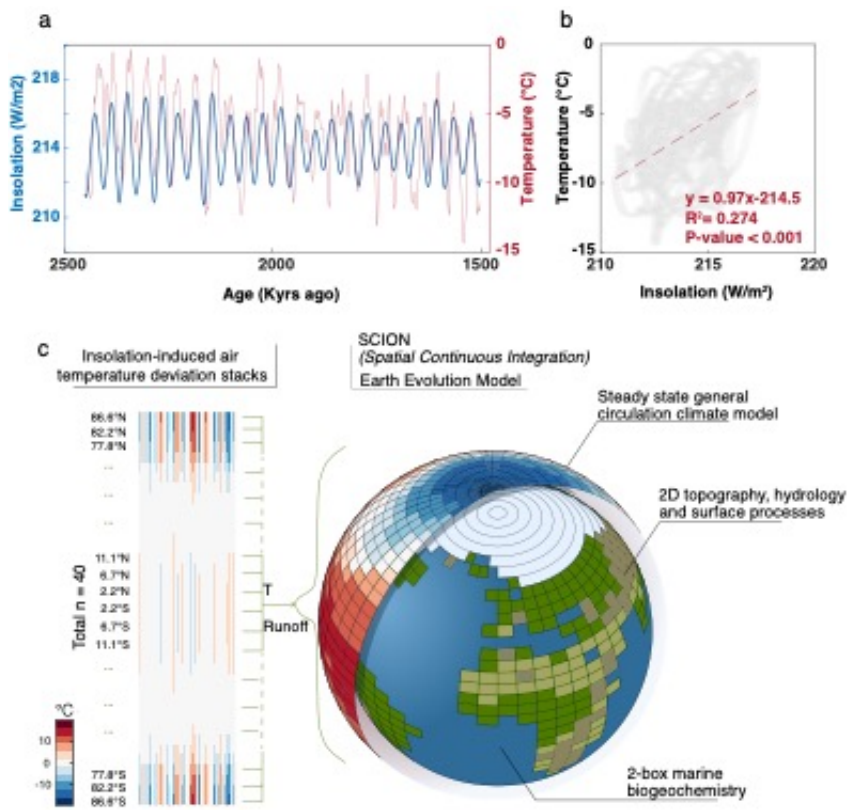 a
b
Insolation (W/m2)
218
214
210
0
-5
-10
-15
Temperature (°C)
2500
2000
1500
Age (Kyrs ago)
Temperature (°C)
0
-5
-10
-15
y = 0.97x-214.5
R²= 0.274
P-value < 0.001
210
215
220
Insolation (W/m²)
c
Insolation-induced air
temperature deviation stacks
SCION
(Spatial Continuous Integration)
Earth Evolution Model
Steady state general
circulation climate model
2D topography, hydrology
and surface processes
2-box marine
biogeochemistry
86.6°N
82.2°N
77.8°N
...
...
...
11.1°N
6.7°N
2.2°N
2.2°S
6.7°S
11.1°S
...
...
...
77.8°S
82.2°S
86.6°S
Total n = 40
T
Runoff
°C
10
0
-10